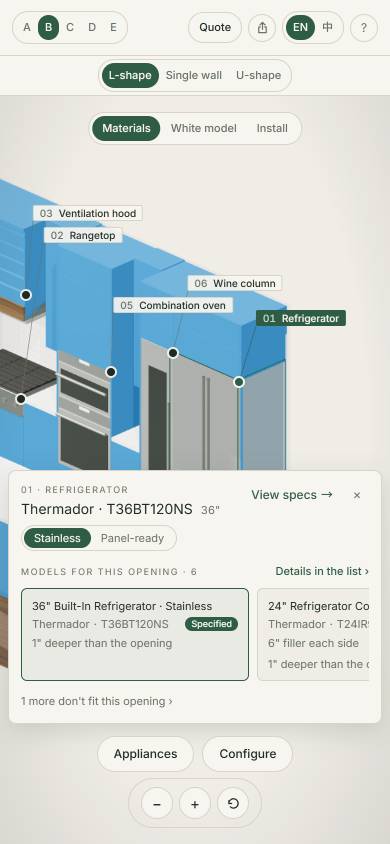 A B C D E Quote EN 中 ?
L-shape Single wall U-shape
Materials White model Install
03 Ventilation hood
02 Rangetop
06 Wine column
05 Combination oven
01 Refrigerator
01 · REFRIGERATOR
View specs → ×
Thermador · T36BT120NS 36"
Stainless Panel-ready
MODELS FOR THIS OPENING · 6 Details in the list ›
36" Built-In Refrigerator · Stainless
Thermador · T36BT120NS Specified
1" deeper than the opening
24" Refrigerator Co
Thermador · T24IR
6" filler each side
1" deeper than the
1 more don't fit this opening ›
Appliances Configure
− +